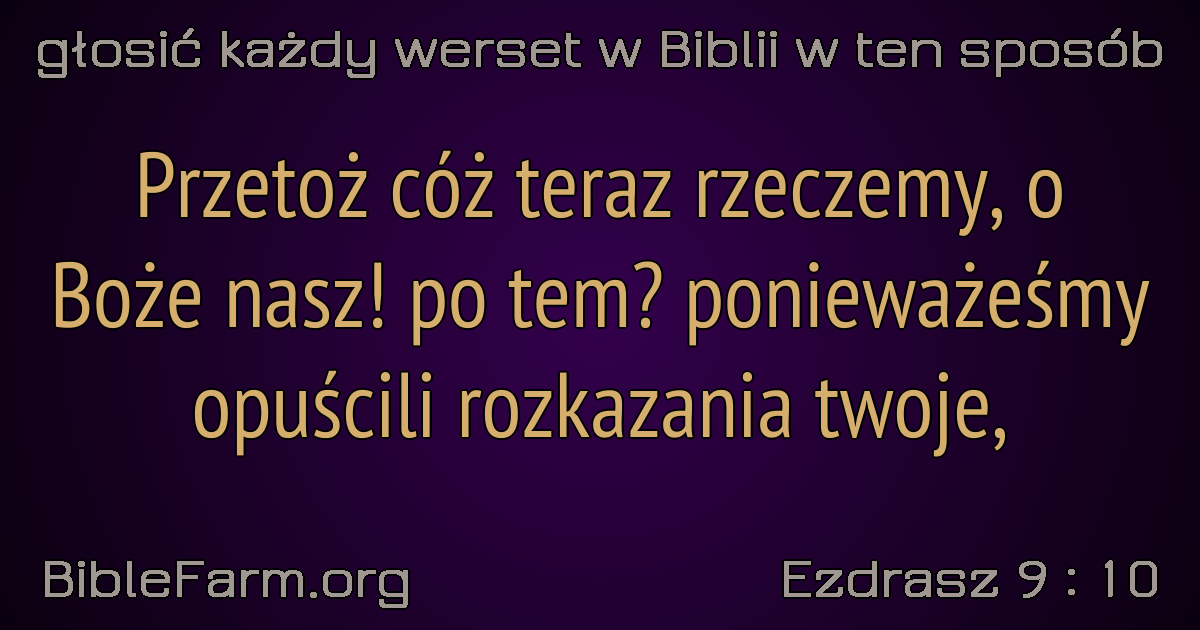 głosić każdy werset w Biblii w ten sposób
Przetoż cóż teraz rzeczemy, o
Boże nasz! po tem? ponieważeśmy
opuścili rozkazania twoje,
BibleFarm.org
Ezdrasz 9 : 10